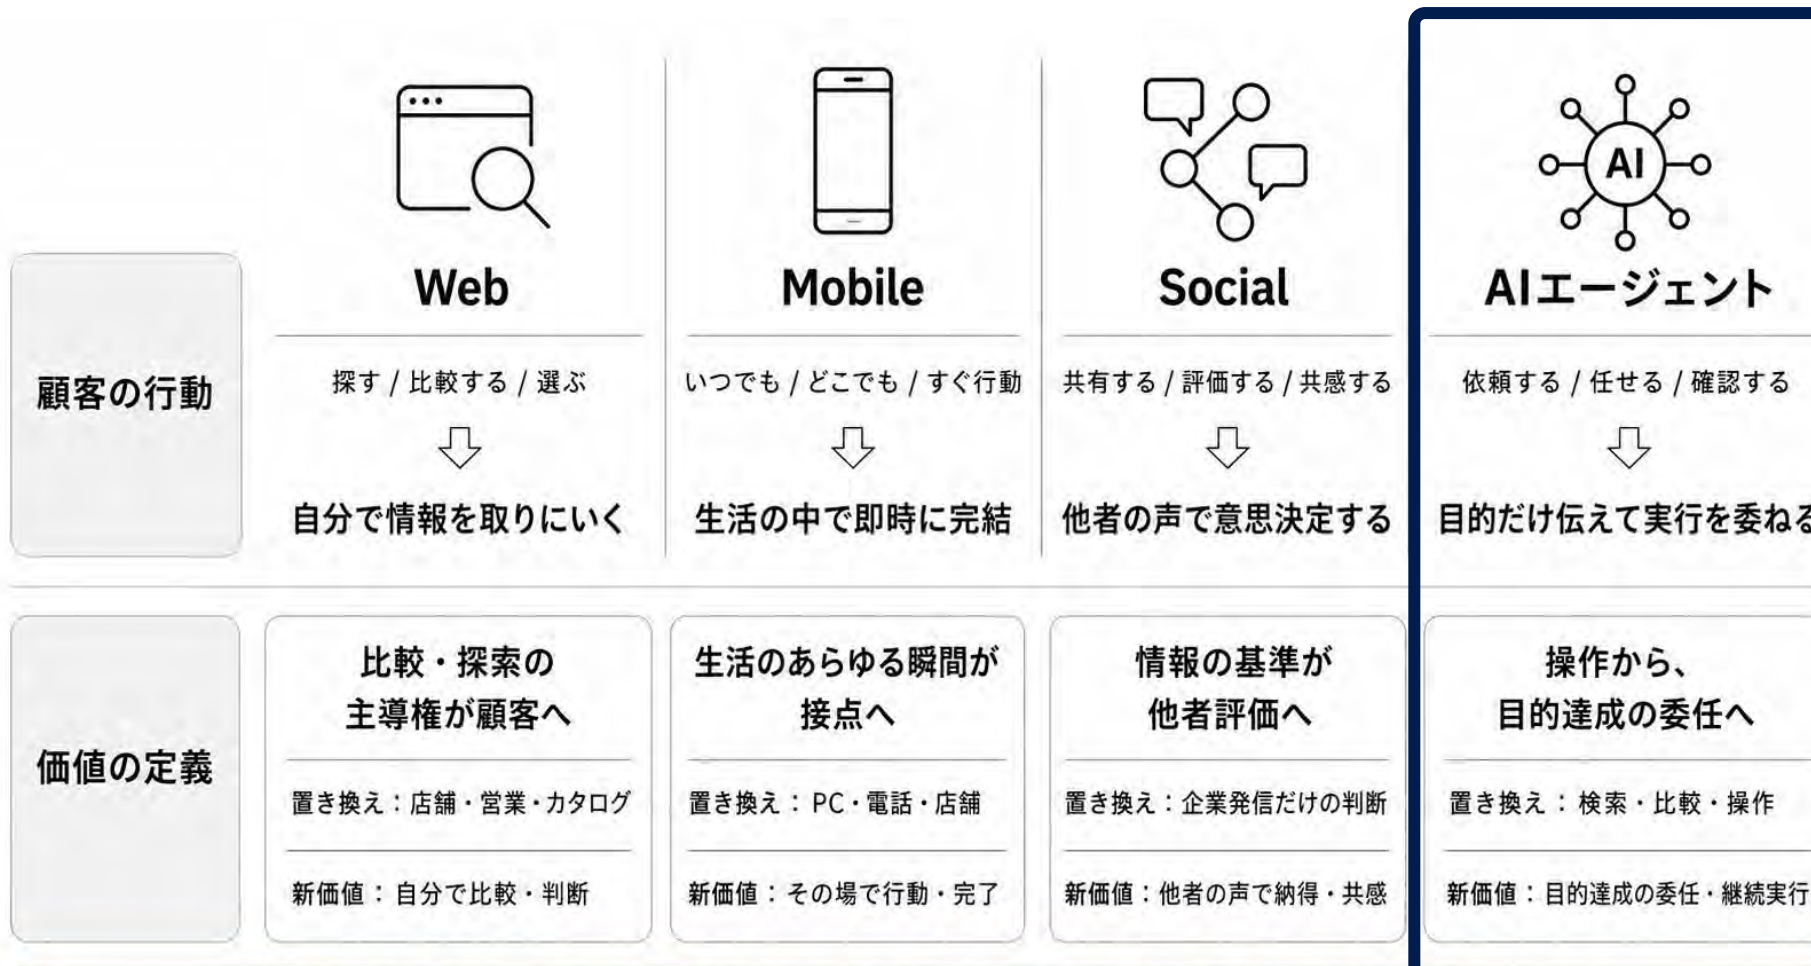 AI
Web
Mobile
Social
AIエージェント
顧客の行動
探す / 比較する / 選ぶ
いつでも / どこでも / すぐ行動
共有する / 評価する / 共感する
依頼する / 任せる / 確認する
自分で情報を取りにいく
生活の中で即時に完結
他者の声で意思決定する
目的だけ伝えて実行を委ねる
価値の定義
比較・探索の
主導権が顧客へ
置き換え：店舗・営業・カタログ
新価値：自分で比較・判断
生活のあらゆる瞬間が
接点へ
置き換え：PC・電話・店舗
新価値：その場で行動・完了
情報の基準が
他者評価へ
置き換え：企業発信だけの判断
新価値：他者の声で納得・共感
操作から、
目的達成の委任へ
置き換え：検索・比較・操作
新価値：目的達成の委任・継続実行